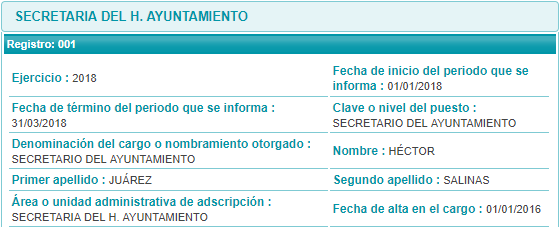 SECRETARIA DEL H. AYUNTAMIENTO
Registro: 001
Ejercicio : 2018
Fecha de inicio del periodo que se
informa : 01/01/2018
Fecha de término del periodo que se informa :
31/03/2018
Clave o nivel del puesto :
SECRETARIO DEL AYUNTAMIENTO
Denominación del cargo o nombramiento otorgado :
SECRETARIO DEL AYUNTAMIENTO
Nombre : HÉCTOR
Primer apellido : JUÁREZ
Segundo apellido : SALINAS
Área o unidad administrativa de adscripción :
SECRETARIA DEL H. AYUNTAMIENTO
Fecha de alta en el cargo : 01/01/2016